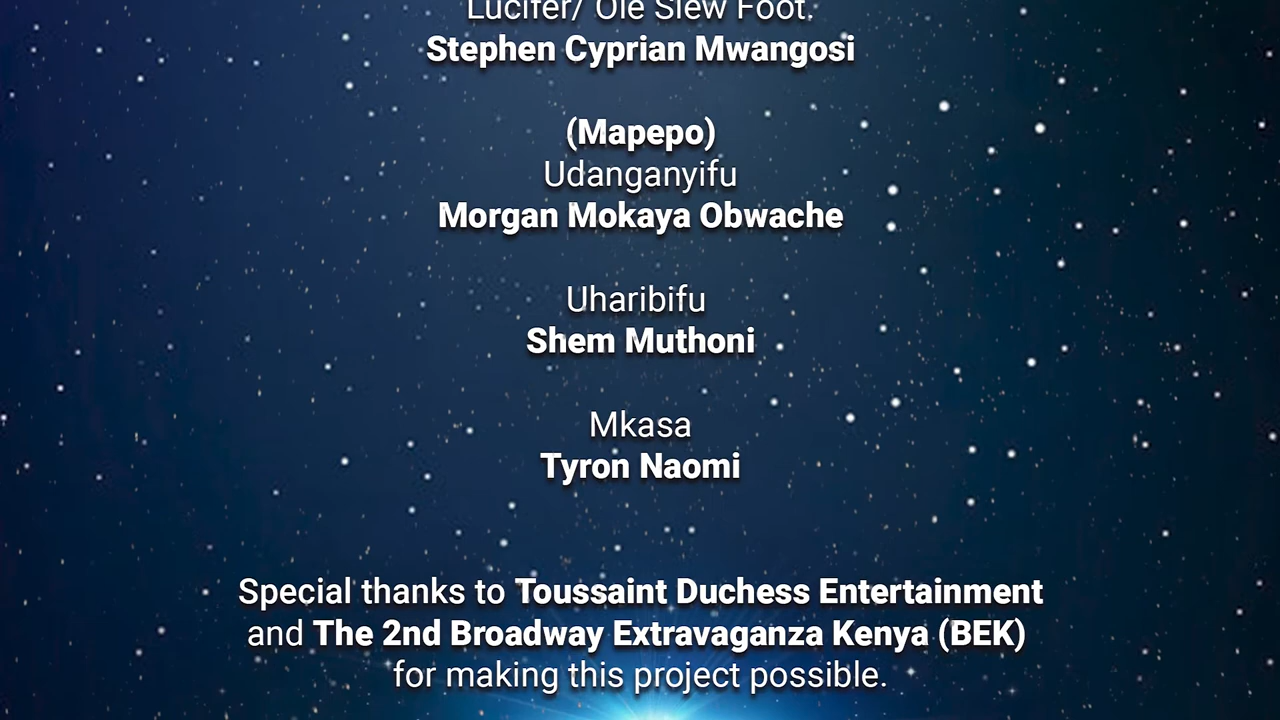 Lucifer/ Ole Slew Foot.
Stephen Cyprian Mwangosi
(Mapepo)
Udanganyifu
Morgan Mokaya Obwache
Uharibifu
Shem Muthoni
Mkasa
Tyron Naomi
Special thanks to Toussaint Duchess Entertainment
and The 2nd Broadway Extravaganza Kenya (BEK)
for making this project possible.